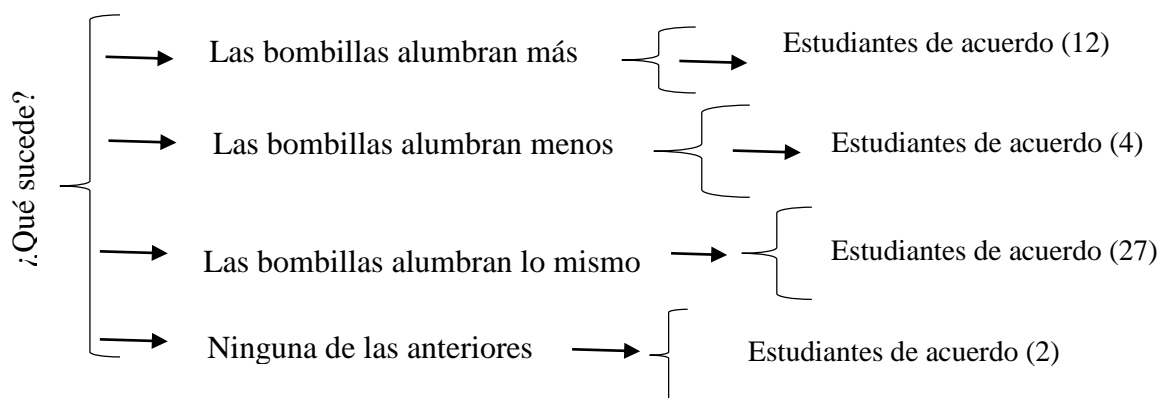 ¿Qué sucede?
Las bombillas alumbran más
Estudiantes de acuerdo (12)
Las bombillas alumbran menos
Estudiantes de acuerdo (4)
Las bombillas alumbran lo mismo
Estudiantes de acuerdo (27)
Ninguna de las anteriores
Estudiantes de acuerdo (2)